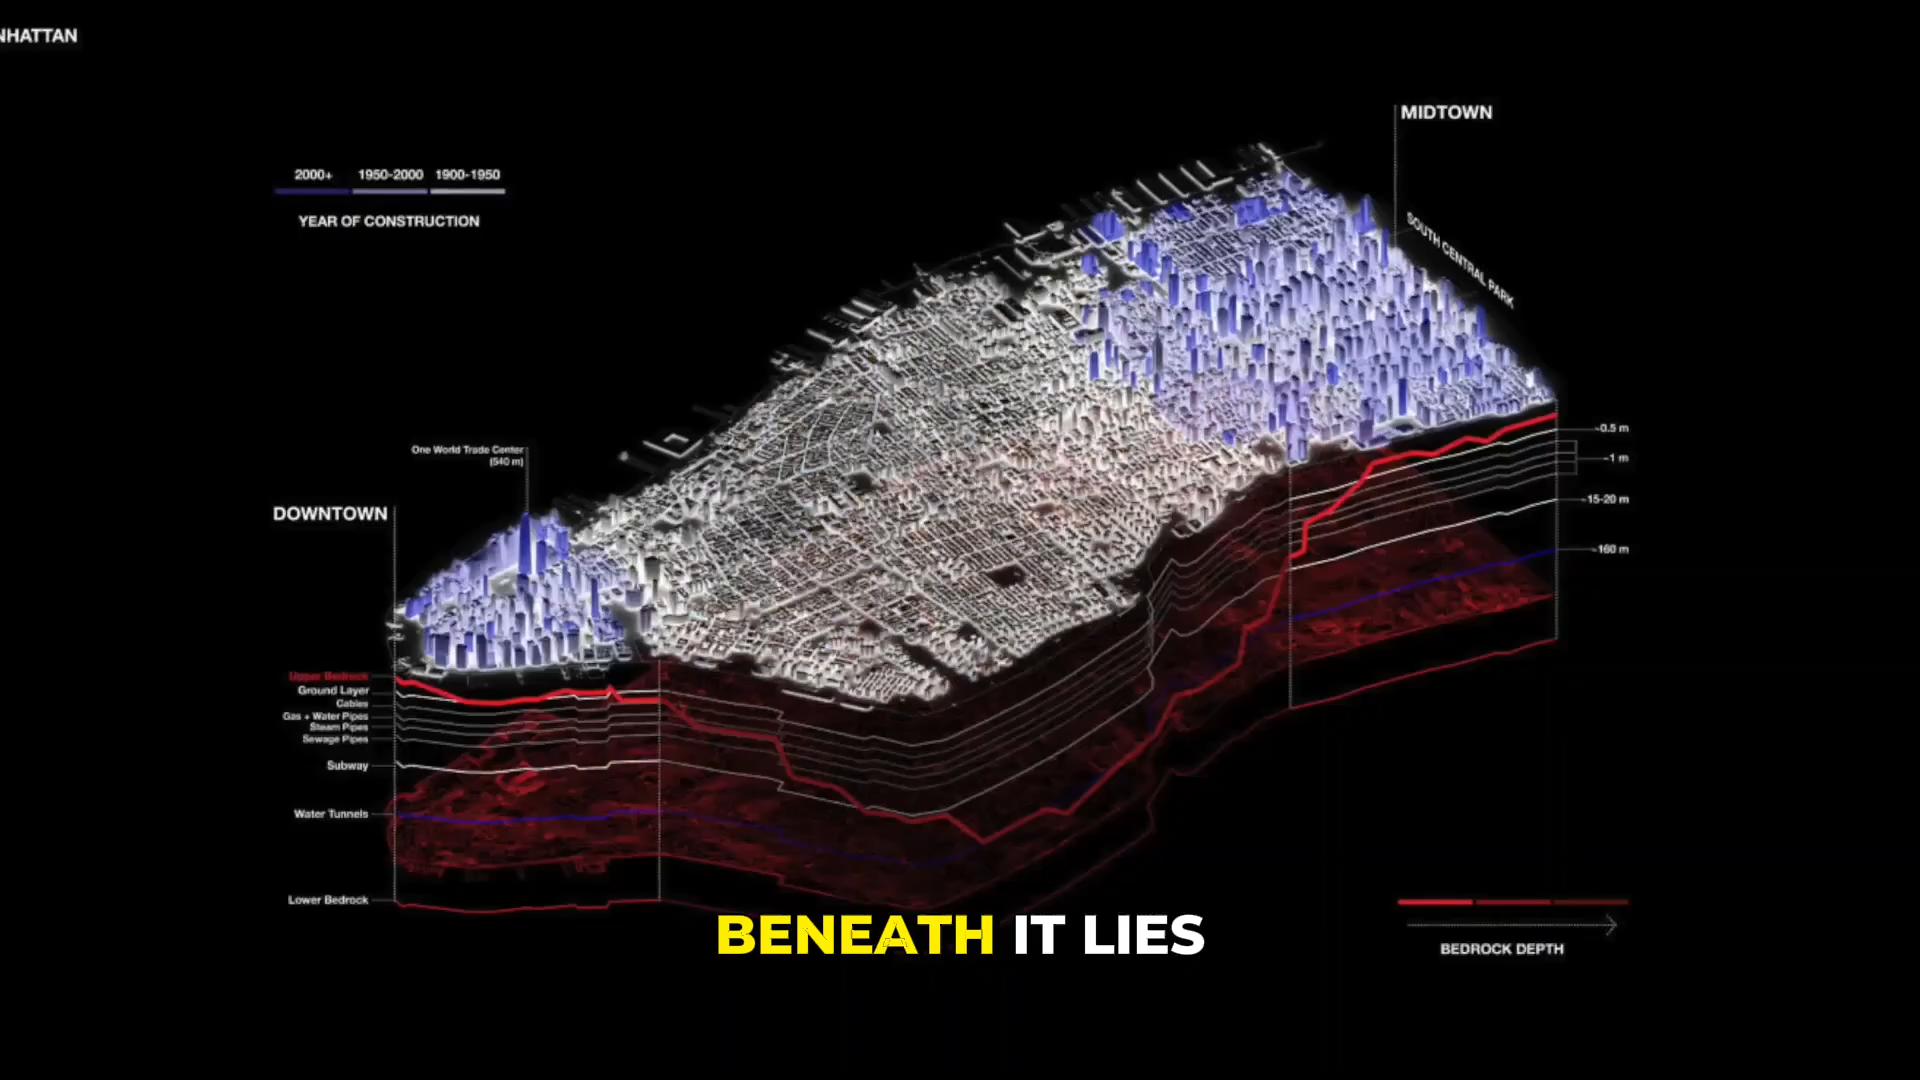 NHATTAN
MIDTOWN
2000+ 1950-2000 1900-1950
YEAR OF CONSTRUCTION
SOUTH CENTRAL PARK
-0.5 m
-1 m
15-20 m
-160 m
One World Trade Center
(540 m)
DOWNTOWN
Upper Bedrock
Ground Layer
Cables
Gas + Water Pipes
Steam Pipes
Sewage Pipes
Subway
Water Tunnels
Lower Bedrock
BENEATH IT LIES
BEDROCK DEPTH